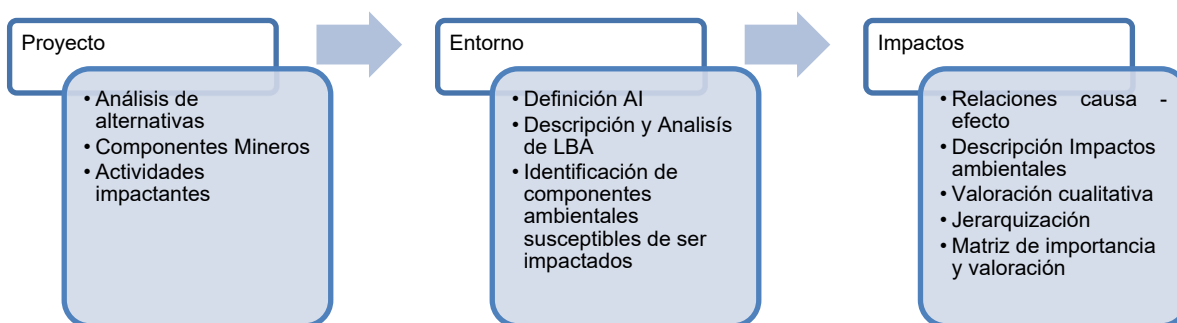 Proyecto
• Análisis de
alternativas
• Componentes Mineros
• Actividades
impactantes
Entorno
• Definición AI
• Descripción y Analisís
de LBA
• Identificación de
componentes
ambientales
susceptibles de ser
impactados
Impactos
• Relaciones causa -
efecto
• Descripción Impactos
ambientales
• Valoración cualitativa
• Jerarquización
• Matriz de importancia
y valoración